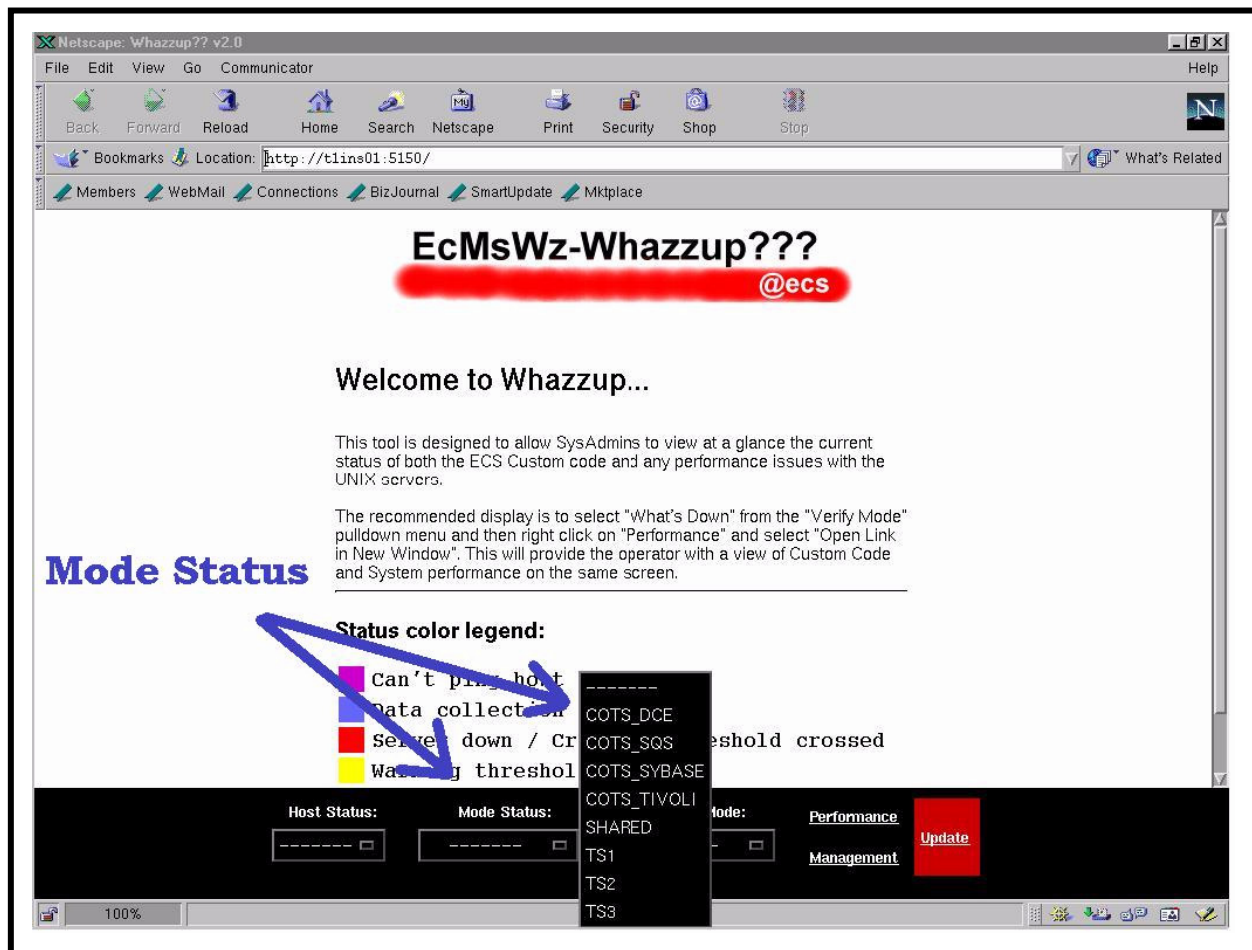 Netscape: Whazzup?? v2.0
File Edit View Go Communicator Help
Back Forward Reload Home Search Netscape Print Security Shop Stop
My
N
Bookmarks Location: http://t1ins01:5150/ What's Related
Members WebMail Connections BizJournal SmartUpdate Mktplace
EcMsWz-Whazzup???
@ecs
Welcome to Whazzup...
This tool is designed to allow SysAdmins to view at a glance the current
status of both the ECS Custom code and any performance issues with the
UNIX servers.
The recommended display is to select "What's Down" from the "Verify Mode"
pulldown menu and then right click on "Performance" and select "Open Link
in New Window". This will provide the operator with a view of Custom Code
and System performance on the same screen.
Mode Status
Status color legend:
Can't ping host
Data collection
Server down / Cr eshold crossed
Warning threshol
-------
COTS_DCE
COTS_SQS
COTS_SYBASE
COTS_TIVOLI
SHARED
TS1
TS2
TS3
Host Status: Mode Status: Mode:
------- ------- -
Performance
Management
Update
100%